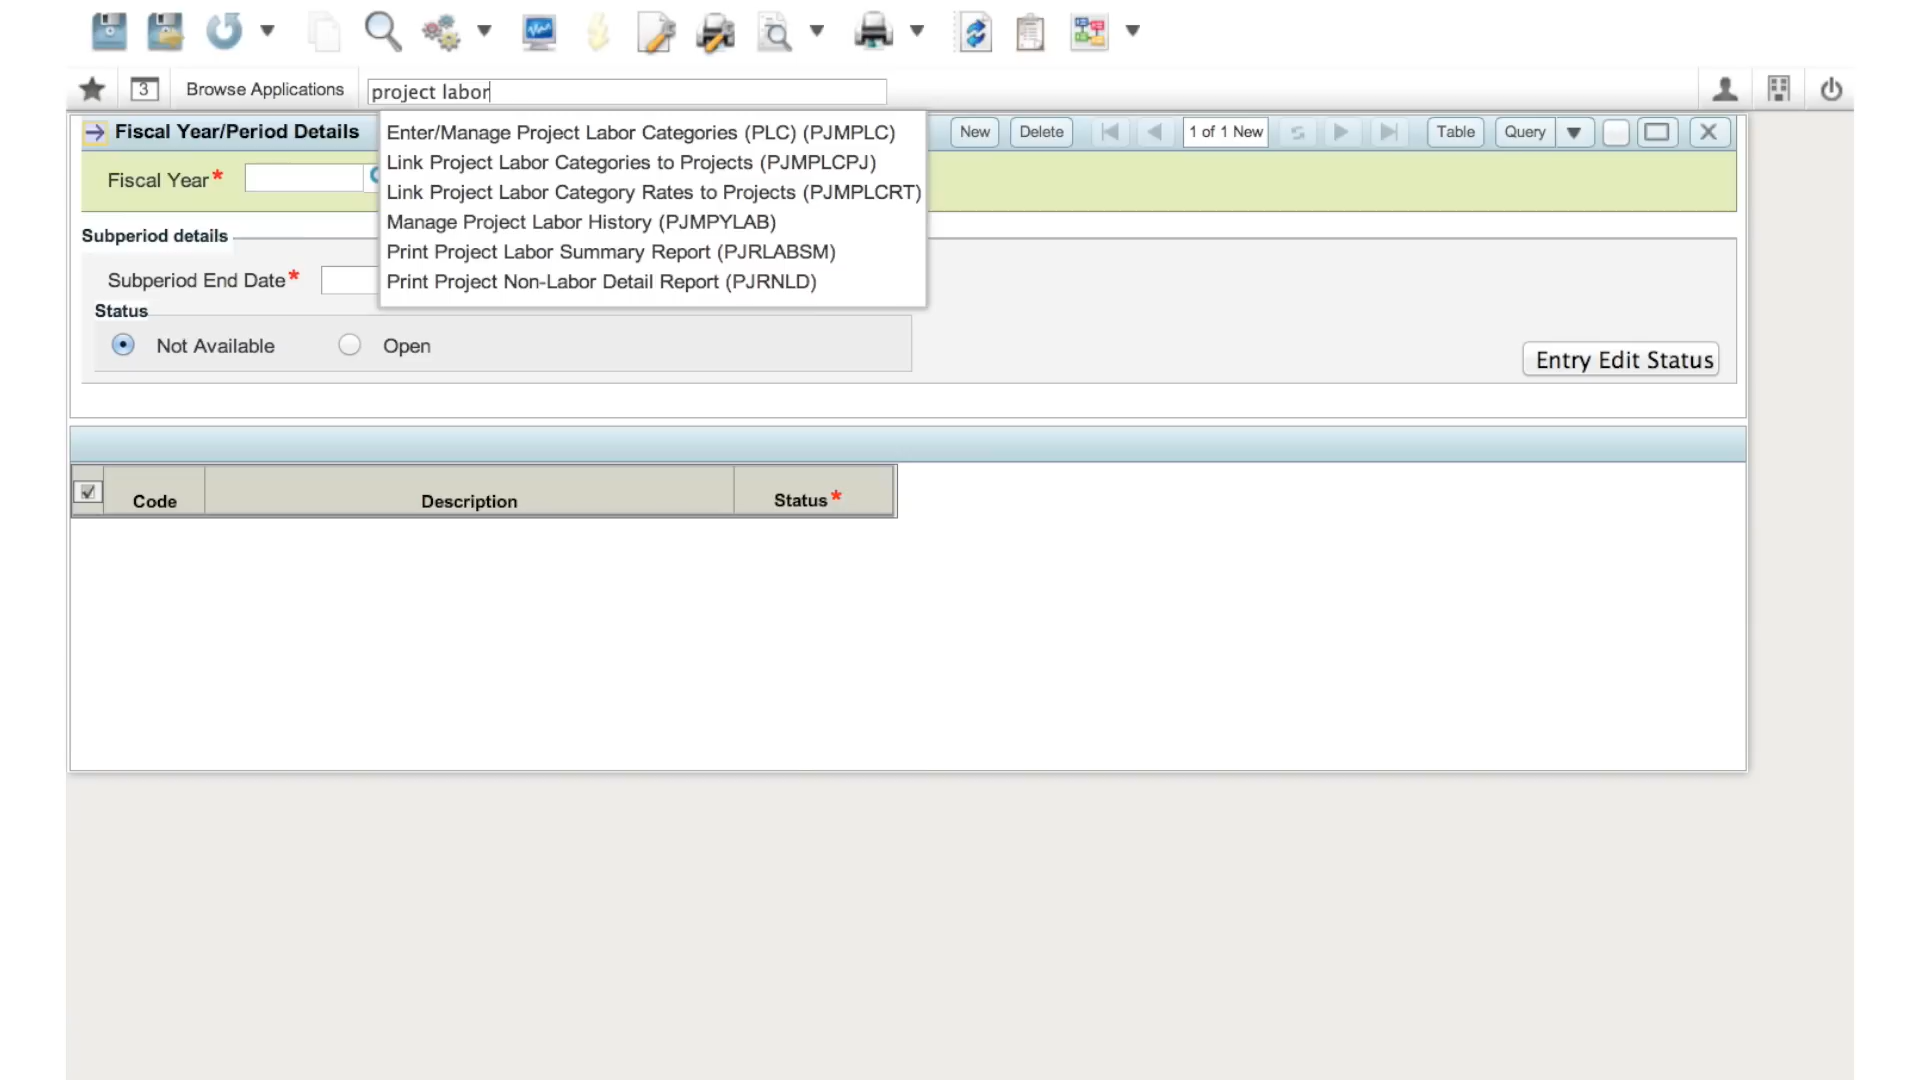 3
Browse Applications
project labor
Fiscal Year/Period Details
New
Delete
1 of 1 New
Table
Query
Enter/Manage Project Labor Categories (PLC) (PJMPLC)
Link Project Labor Categories to Projects (PJMPLCPJ)
Link Project Labor Category Rates to Projects (PJMPLCRT)
Manage Project Labor History (PJMPYLAB)
Print Project Labor Summary Report (PJRLABSM)
Print Project Non-Labor Detail Report (PJRNLD)
Fiscal Year*
Subperiod details
Subperiod End Date*
Status
Not Available
Open
Entry Edit Status
Code
Description
Status*